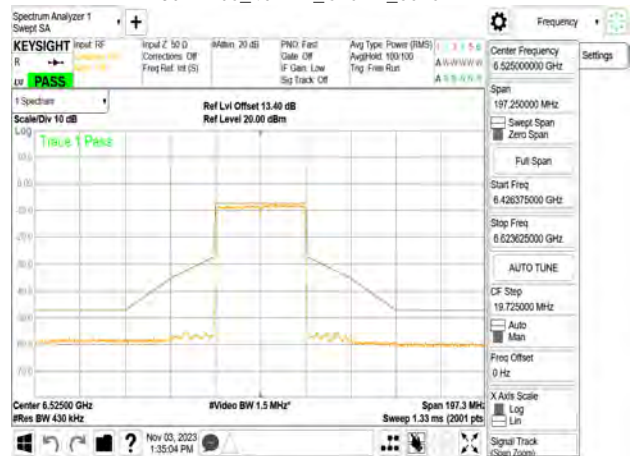 Spectrum Analyzer 1
Swept SA
+
Frequency
KEYSIGHT Input: RF
R
LW PASS
Input Z: 50 Ω
Corrections: Off
Freq Ref: Int (S)
#Atten: 20 dB
PNO: Fast
Gate: Off
IF Gain: Low
Sig Track: Off
Avg Type: Power (RMS)
Avg|Hold: 100/100
Trig: Free Run
Center Frequency
6.525000000 GHz
Settings
Span
197.250000 MHz
Swept Span
Zero Span
Full Span
Start Freq
6.426375000 GHz
Stop Freq
6.623625000 GHz
AUTO TUNE
CF Step
19.725000 MHz
Auto
Man
Freq Offset
0 Hz
X Axis Scale
Log
Lin
Signal Track
(Span Zoom)
1 Spectrum
Scale/Div 10 dB
Ref Lvl Offset 13.40 dB
Ref Level 20.00 dBm
Log
Trace 1 Pass
Center 6.52500 GHz
#Res BW 430 kHz
#Video BW 1.5 MHz*
Span 197.3 MHz
Sweep 1.33 ms (2001 pts
?
Nov 03, 2023
1:35:04 PM